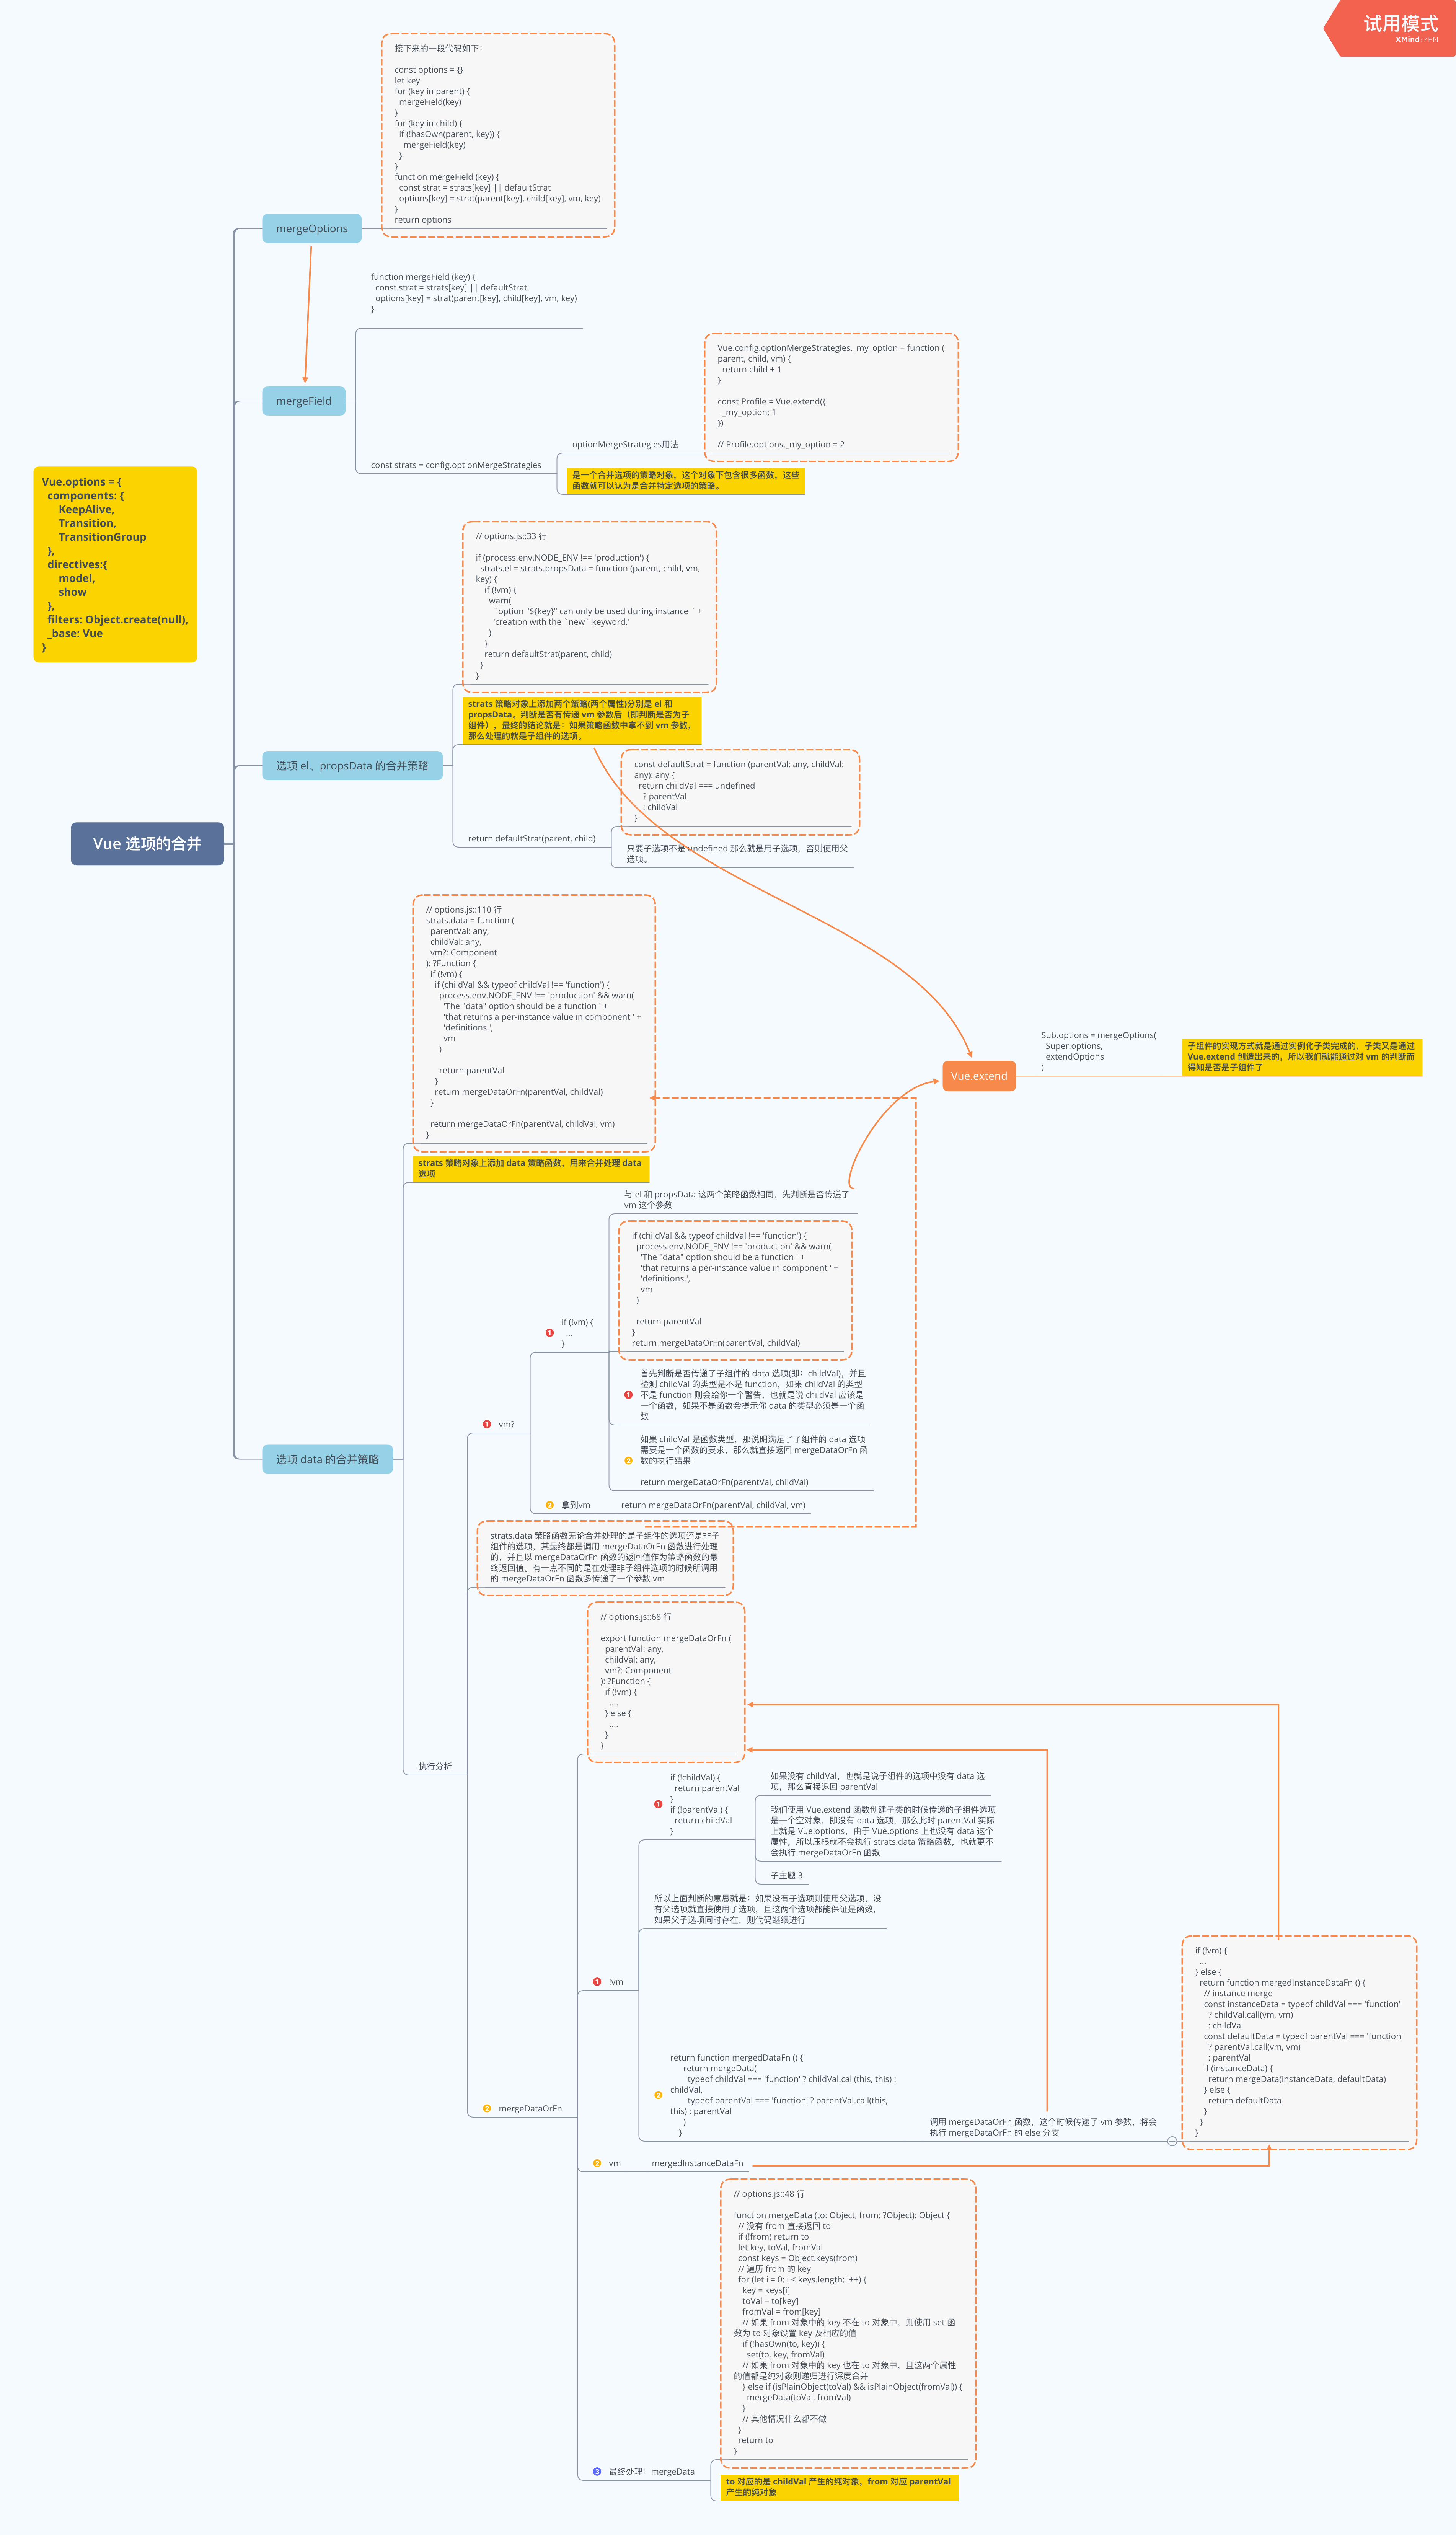 试用模式
XMind:ZEN
接下来的一段代码如下：
const options = {}
let key
for (key in parent) {
  mergeField(key)
}
for (key in child) {
  if (!hasOwn(parent, key)) {
    mergeField(key)
  }
}
function mergeField (key) {
  const strat = strats[key] || defaultStrat
  options[key] = strat(parent[key], child[key], vm, key)
}
return options
mergeOptions
function mergeField (key) {
  const strat = strats[key] || defaultStrat
  options[key] = strat(parent[key], child[key], vm, key)
}
mergeField
Vue.config.optionMergeStrategies._my_option = function (
parent, child, vm) {
  return child + 1
}
const Profile = Vue.extend({
  _my_option: 1
})
// Profile.options._my_option = 2
optionMergeStrategies用法
const strats = config.optionMergeStrategies
是一个合并选项的策略对象，这个对象下包含很多函数，这些
函数就可以认为是合并特定选项的策略。
Vue.options = {
  components: {
    KeepAlive,
    Transition,
    TransitionGroup
  },
  directives:{
    model,
    show
  },
  filters: Object.create(null),
  _base: Vue
}
// options.js::33 行
if (process.env.NODE_ENV !== 'production') {
  strats.el = strats.propsData = function (parent, child, vm,
key) {
    if (!vm) {
      warn(
        `option "${key}" can only be used during instance ` +
        'creation with the `new` keyword.'
      )
    }
    return defaultStrat(parent, child)
  }
}
strats 策略对象上添加两个策略(两个属性)分别是 el 和
propsData。判断是否有传递 vm 参数后（即判断是否为子
组件），最终的结论就是：如果策略函数中拿不到 vm 参数，
那么处理的就是子组件的选项。
选项 el、propsData 的合并策略
const defaultStrat = function (parentVal: any, childVal:
any): any {
  return childVal === undefined
    ? parentVal
    : childVal
}
return defaultStrat(parent, child)
只要子选项不是 undefined 那么就是用子选项，否则使用父
选项。
Vue 选项的合并
// options.js::110 行
strats.data = function (
  parentVal: any,
  childVal: any,
  vm?: Component
): ?Function {
  if (!vm) {
    if (childVal && typeof childVal !== 'function') {
      process.env.NODE_ENV !== 'production' && warn(
        'The "data" option should be a function ' +
        'that returns a per-instance value in component ' +
        'definitions.',
        vm
      )
      return parentVal
    }
    return mergeDataOrFn(parentVal, childVal)
  }
  return mergeDataOrFn(parentVal, childVal, vm)
}
Vue.extend
Sub.options = mergeOptions(
  Super.options,
  extendOptions
)
子组件的实现方式就是通过实例化子类完成的，子类又是通过
Vue.extend 创造出来的，所以我们就能通过对 vm 的判断而
得知是否是子组件了
strats 策略对象上添加 data 策略函数，用来合并处理 data
选项
与 el 和 propsData 这两个策略函数相同，先判断是否传递了
vm 这个参数
if (childVal && typeof childVal !== 'function') {
  process.env.NODE_ENV !== 'production' && warn(
    'The "data" option should be a function ' +
    'that returns a per-instance value in component ' +
    'definitions.',
    vm
  )
  return parentVal
}
return mergeDataOrFn(parentVal, childVal)
1 if (!vm) {
  ...
}
1 首先判断是否传递了子组件的 data 选项(即：childVal)，并且
检测 childVal 的类型是不是 function，如果 childVal 的类型
不是 function 则会给你一个警告，也就是说 childVal 应该是
一个函数，如果不是函数会提示你 data 的类型必须是一个函
数
1 vm?
2 如果 childVal 是函数类型，那说明满足了子组件的 data 选项
需要是一个函数的要求，那么就直接返回 mergeDataOrFn 函
数的执行结果：
return mergeDataOrFn(parentVal, childVal)
选项 data 的合并策略
2 拿到vm
return mergeDataOrFn(parentVal, childVal, vm)
strats.data 策略函数无论合并处理的是子组件的选项还是非子
组件的选项，其最终都是调用 mergeDataOrFn 函数进行处理
的，并且以 mergeDataOrFn 函数的返回值作为策略函数的最
终返回值。有一点不同的是在处理非子组件选项的时候所调用
的 mergeDataOrFn 函数多传递了一个参数 vm
// options.js::68 行
export function mergeDataOrFn (
  parentVal: any,
  childVal: any,
  vm?: Component
): ?Function {
  if (!vm) {
    ....
  } else {
    ....
  }
}
执行分析
1 if (!childVal) {
  return parentVal
}
if (!parentVal) {
  return childVal
}
如果没有 childVal，也就是说子组件的选项中没有 data 选
项，那么直接返回 parentVal
我们使用 Vue.extend 函数创建子类的时候传递的子组件选项
是一个空对象，即没有 data 选项，那么此时 parentVal 实际
上就是 Vue.options，由于 Vue.options 上也没有 data 这个
属性，所以压根就不会执行 strats.data 策略函数，也就更不
会执行 mergeDataOrFn 函数
子主题 3
所以上面判断的意思就是：如果没有子选项则使用父选项，没
有父选项就直接使用子选项，且这两个选项都能保证是函数，
如果父子选项同时存在，则代码继续进行
1 !vm
2 return function mergedDataFn () {
      return mergeData(
        typeof childVal === 'function' ? childVal.call(this, this) :
childVal,
        typeof parentVal === 'function' ? parentVal.call(this,
this) : parentVal
      )
    }
调用 mergeDataOrFn 函数，这个时候传递了 vm 参数，将会
执行 mergeDataOrFn 的 else 分支
if (!vm) {
  ...
} else {
  return function mergedInstanceDataFn () {
    // instance merge
    const instanceData = typeof childVal === 'function'
      ? childVal.call(vm, vm)
      : childVal
    const defaultData = typeof parentVal === 'function'
      ? parentVal.call(vm, vm)
      : parentVal
    if (instanceData) {
      return mergeData(instanceData, defaultData)
    } else {
      return defaultData
    }
  }
}
2 mergeDataOrFn
2 vm
mergedInstanceDataFn
// options.js::48 行
function mergeData (to: Object, from: ?Object): Object {
  // 没有 from 直接返回 to
  if (!from) return to
  let key, toVal, fromVal
  const keys = Object.keys(from)
  // 遍历 from 的 key
  for (let i = 0; i < keys.length; i++) {
    key = keys[i]
    toVal = to[key]
    fromVal = from[key]
    // 如果 from 对象中的 key 不在 to 对象中，则使用 set 函
数为 to 对象设置 key 及相应的值
    if (!hasOwn(to, key)) {
      set(to, key, fromVal)
    // 如果 from 对象中的 key 也在 to 对象中，且这两个属性
的值都是纯对象则递归进行深度合并
    } else if (isPlainObject(toVal) && isPlainObject(fromVal)) {
      mergeData(toVal, fromVal)
    }
    // 其他情况什么都不做
  }
  return to
}
3 最终处理：mergeData
to 对应的是 childVal 产生的纯对象，from 对应 parentVal
产生的纯对象